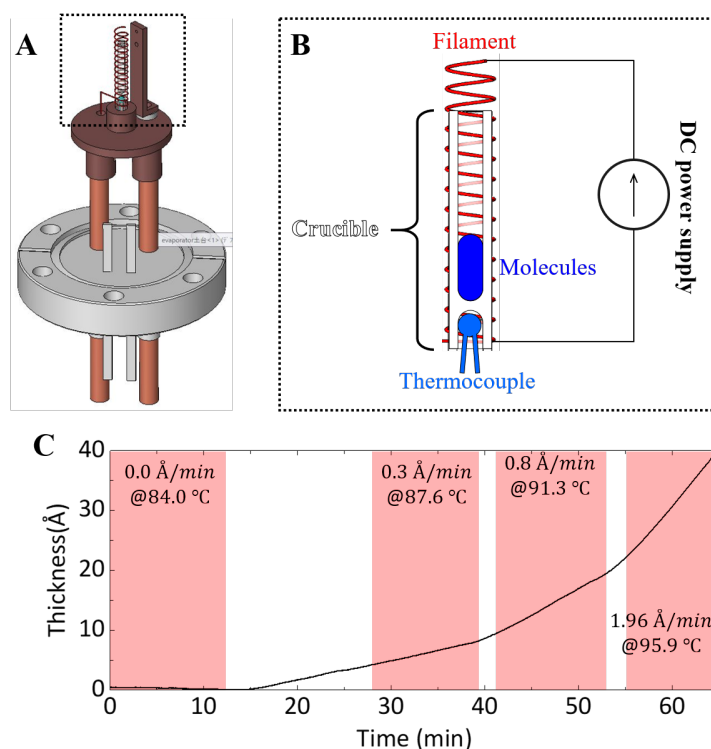 A
B
Filament
DC power supply
Crucible
Molecules
Thermocouple
C
Thickness(Å)
40
30
20
10
0
0.0 Å/min
@84.0 ℃
0.3 Å/min
@87.6 ℃
0.8 Å/min
@91.3 ℃
1.96 Å/min
@95.9 ℃
0
10
20
30
40
50
60
Time (min)